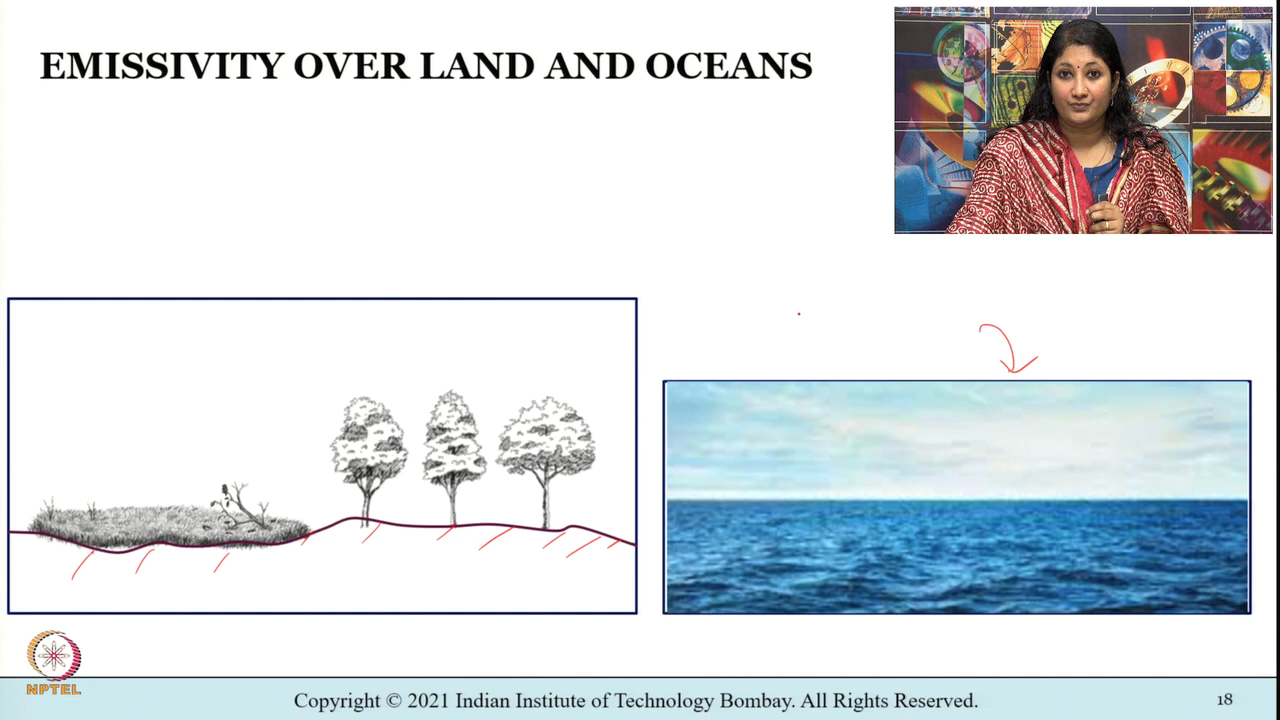 EMISSIVITY OVER LAND AND OCEANS
NPTEL
Copyright © 2021 Indian Institute of Technology Bombay. All Rights Reserved.
18